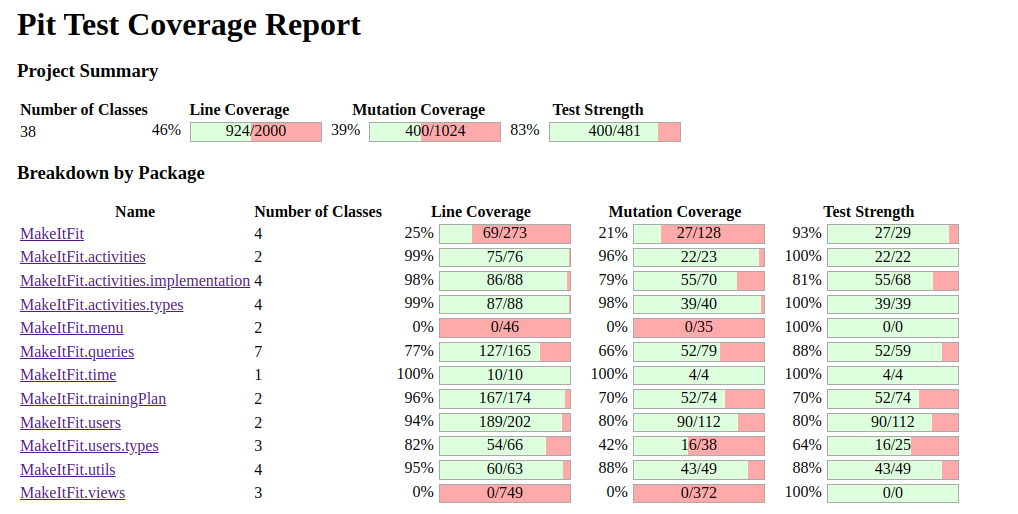 Pit Test Coverage Report
Project Summary
Number of Classes Line Coverage Mutation Coverage Test Strength
38 46% 924/2000 39% 400/1024 83% 400/481
Breakdown by Package
Name Number of Classes Line Coverage Mutation Coverage Test Strength
MakeItFit 4 25% 69/273 21% 27/128 93% 27/29
MakeItFit.activities 2 99% 75/76 96% 22/23 100% 22/22
MakeItFit.activities.implementation 4 98% 86/88 79% 55/70 81% 55/68
MakeItFit.activities.types 4 99% 87/88 98% 39/40 100% 39/39
MakeItFit.menu 2 0% 0/46 0% 0/35 100% 0/0
MakeItFit.queries 7 77% 127/165 66% 52/79 88% 52/59
MakeItFit.time 1 100% 10/10 100% 4/4 100% 4/4
MakeItFit.trainingPlan 2 96% 167/174 70% 52/74 70% 52/74
MakeItFit.users 2 94% 189/202 80% 90/112 80% 90/112
MakeItFit.users.types 3 82% 54/66 42% 16/38 64% 16/25
MakeItFit.utils 4 95% 60/63 88% 43/49 88% 43/49
MakeItFit.views 3 0% 0/749 0% 0/372 100% 0/0